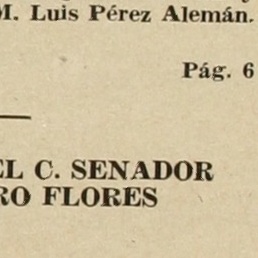 M. Luis Pérez Alemán.
Pág. 6
EL C. SENADOR
RO FLORES